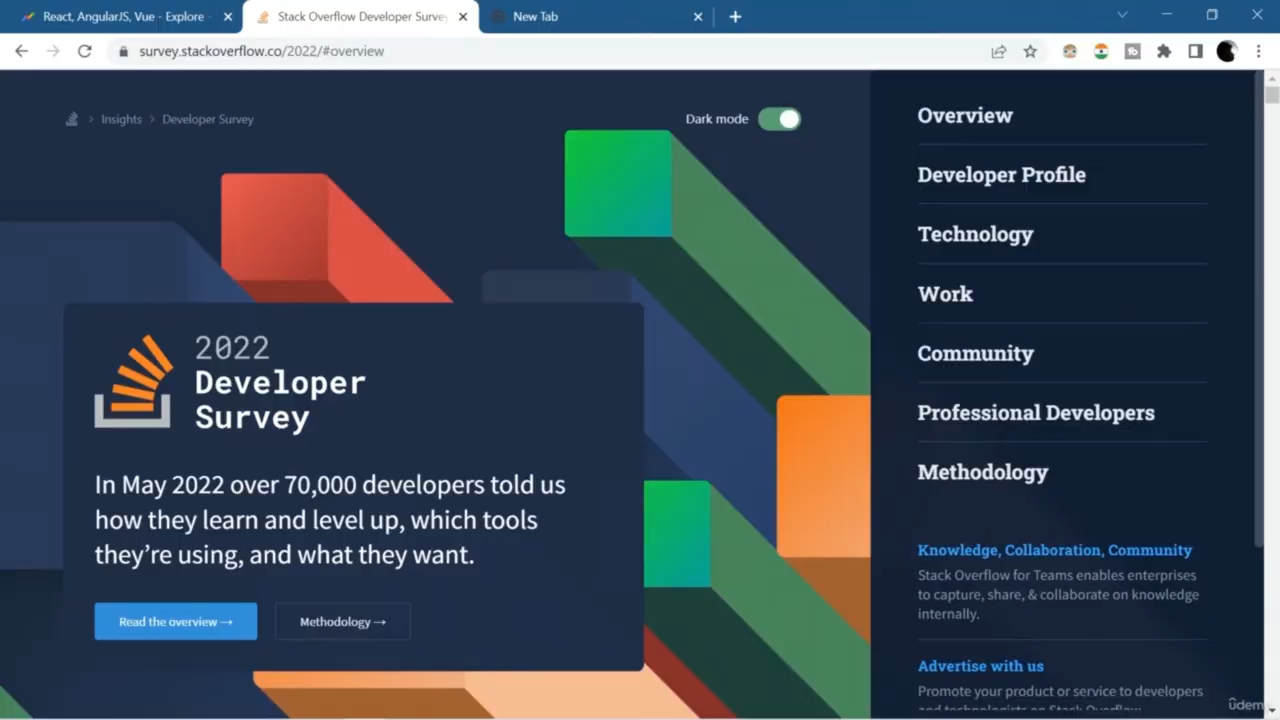 React, AngularJS, Vue - Explore
Stack Overflow Developer Surve
New Tab
survey.stackoverflow.co/2022/#overview
Insights
Developer Survey
Dark mode
2022
Developer
Survey
In May 2022 over 70,000 developers told us
how they learn and level up, which tools
they're using, and what they want.
Read the overview →
Methodology →
Overview
Developer Profile
Technology
Work
Community
Professional Developers
Methodology
Knowledge, Collaboration, Community
Stack Overflow for Teams enables enterprises
to capture, share, & collaborate on knowledge
internally.
Advertise with us
Promote your product or service to developers
and technologists on Stack Overflow.